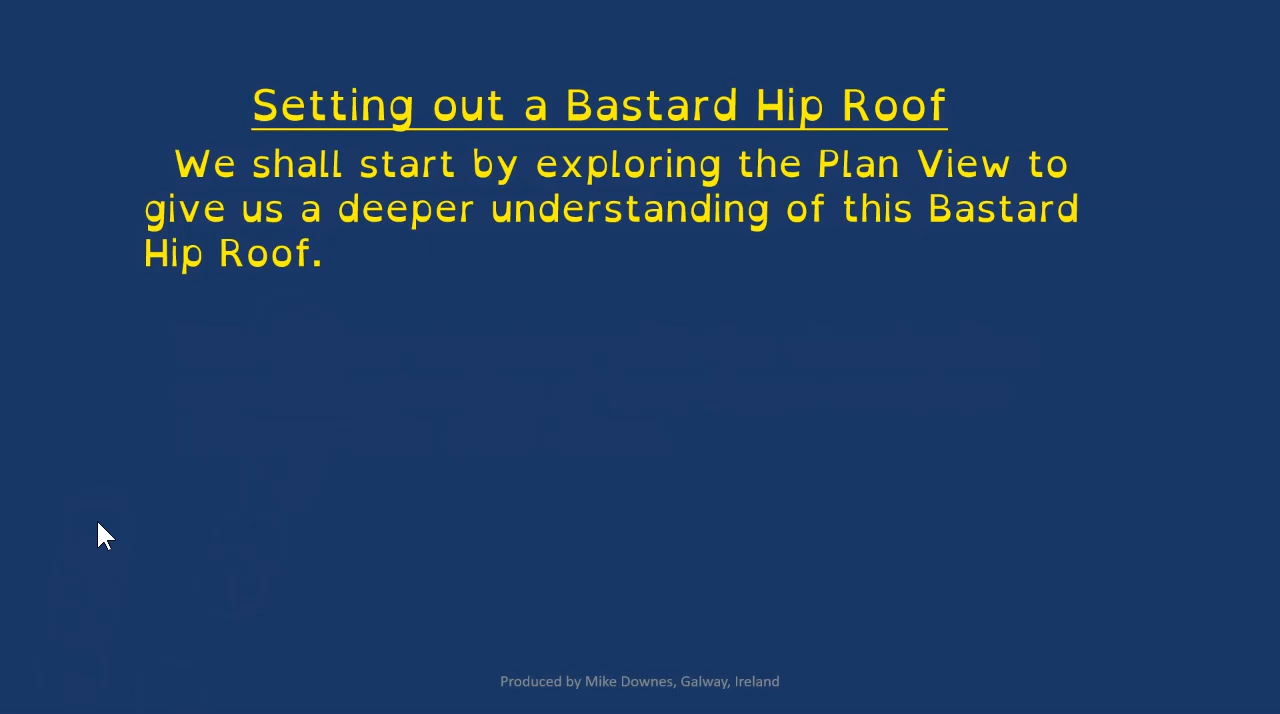 Setting out a Bastard Hip Roof
We shall start by exploring the Plan View to
give us a deeper understanding of this Bastard
Hip Roof.
Produced by Mike Downes, Galway, Ireland